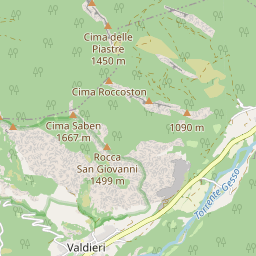 Cima delle
Piastre
1450 m
Cima Roccoston
Cima Saben
1667 m
1090 m
Rocca
San Giovanni
1499 m
Torrente Gesso
Valdieri